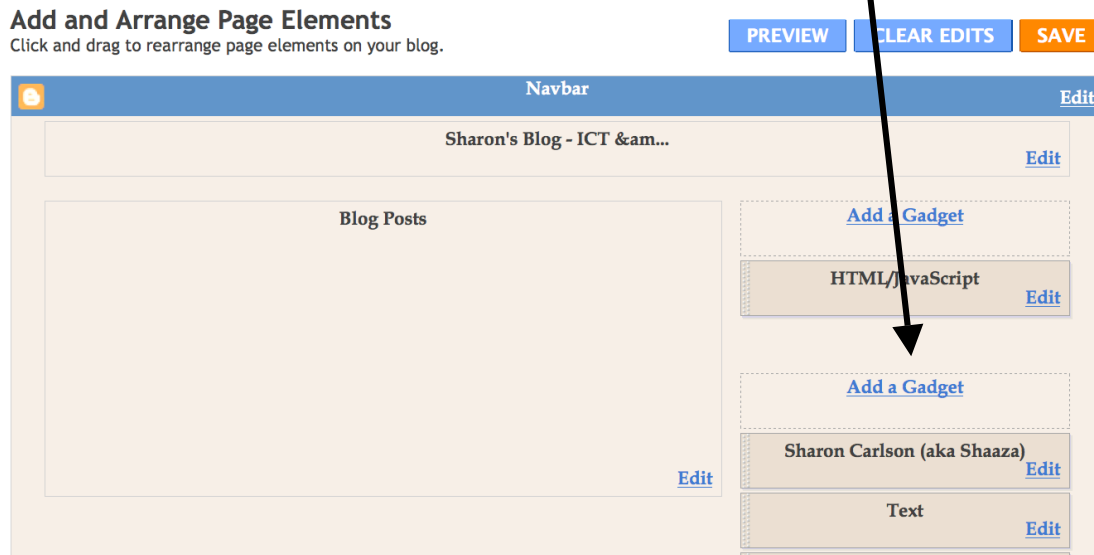 Add and Arrange Page Elements
Click and drag to rearrange page elements on your blog.
PREVIEW
CLEAR EDITS
SAVE
Navbar
Edit
Sharon's Blog - ICT &am...
Edit
Blog Posts
Edit
Add a Gadget
HTML/JavaScript
Edit
Add a Gadget
Sharon Carlson (aka Shaaza)
Edit
Text
Edit